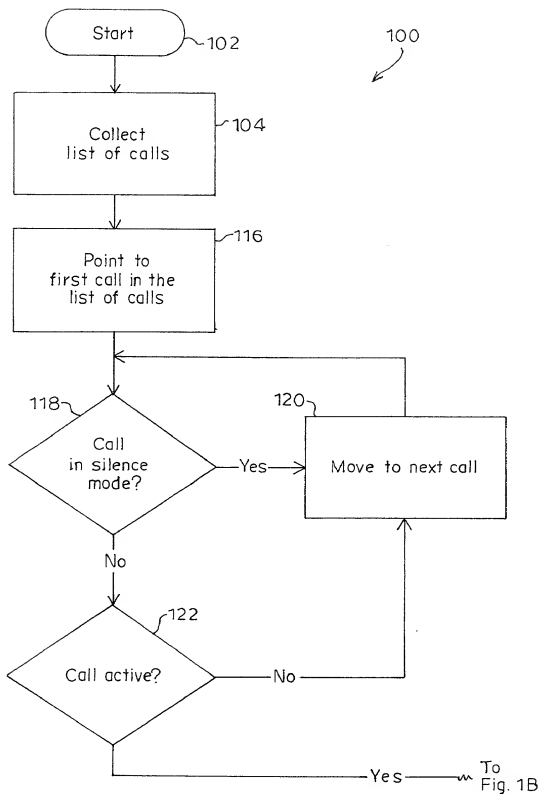 Start
102
100
Collect
list of calls
104
Point to
first call in the
list of calls
116
118
Call
in silence
mode?
Yes
120
Move to next call
No
122
Call active?
No
Yes
To
Fig. 1B